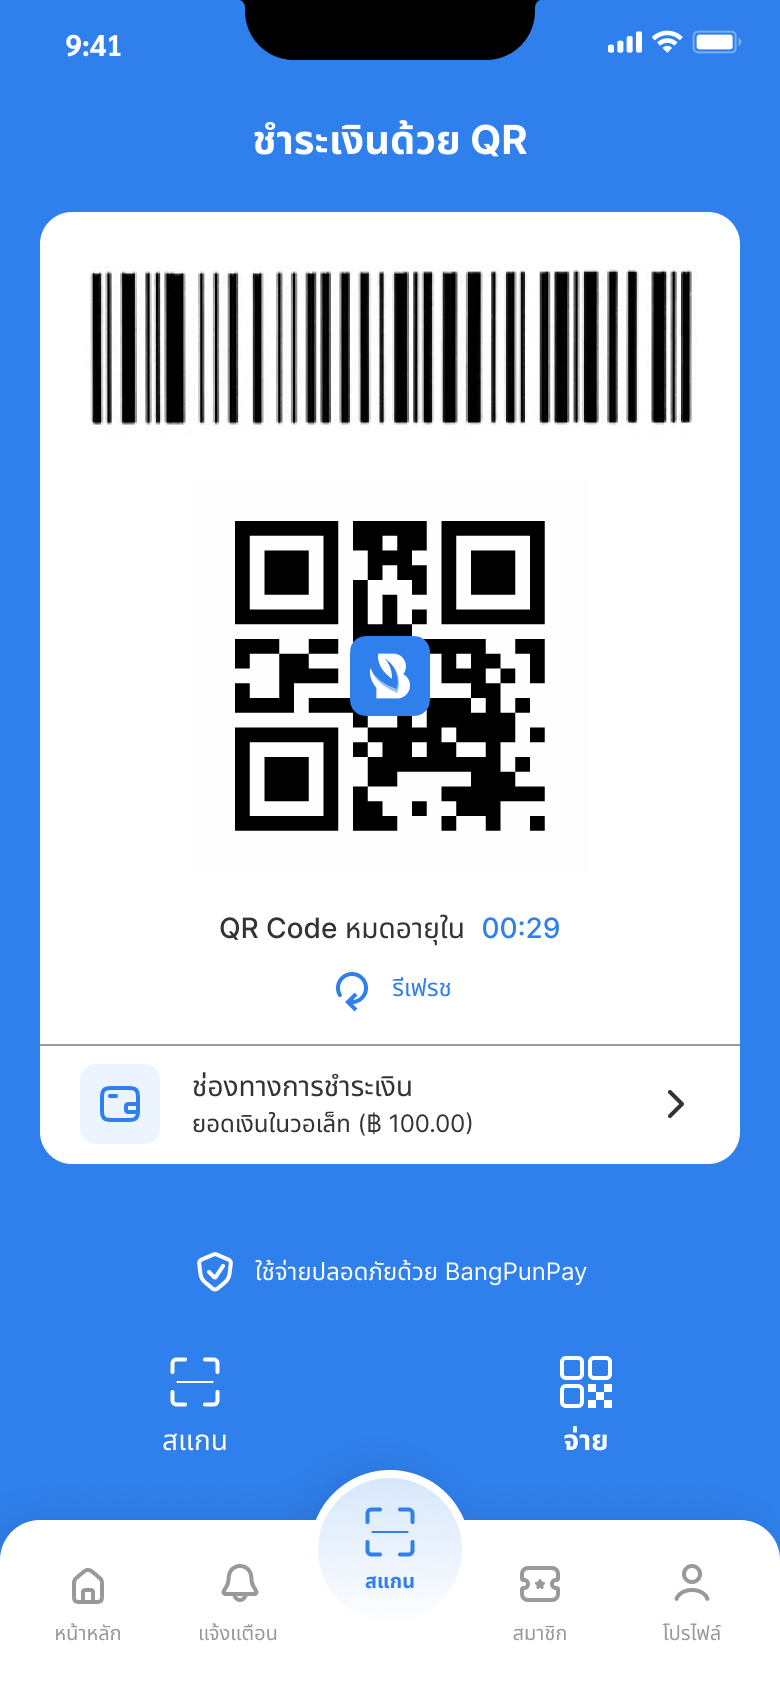 9:41
ชำระเงินด้วย QR
QR Code หมดอายุใน 00:29
รีเฟรช
ช่องทางการชำระเงิน
ยอดเงินในวอเล็ท (฿ 100.00)
ใช้จ่ายปลอดภัยด้วย BangPunPay
สแกน
จ่าย
สแกน
หน้าหลัก
แจ้งเตือน
สมาชิก
โปรไฟล์